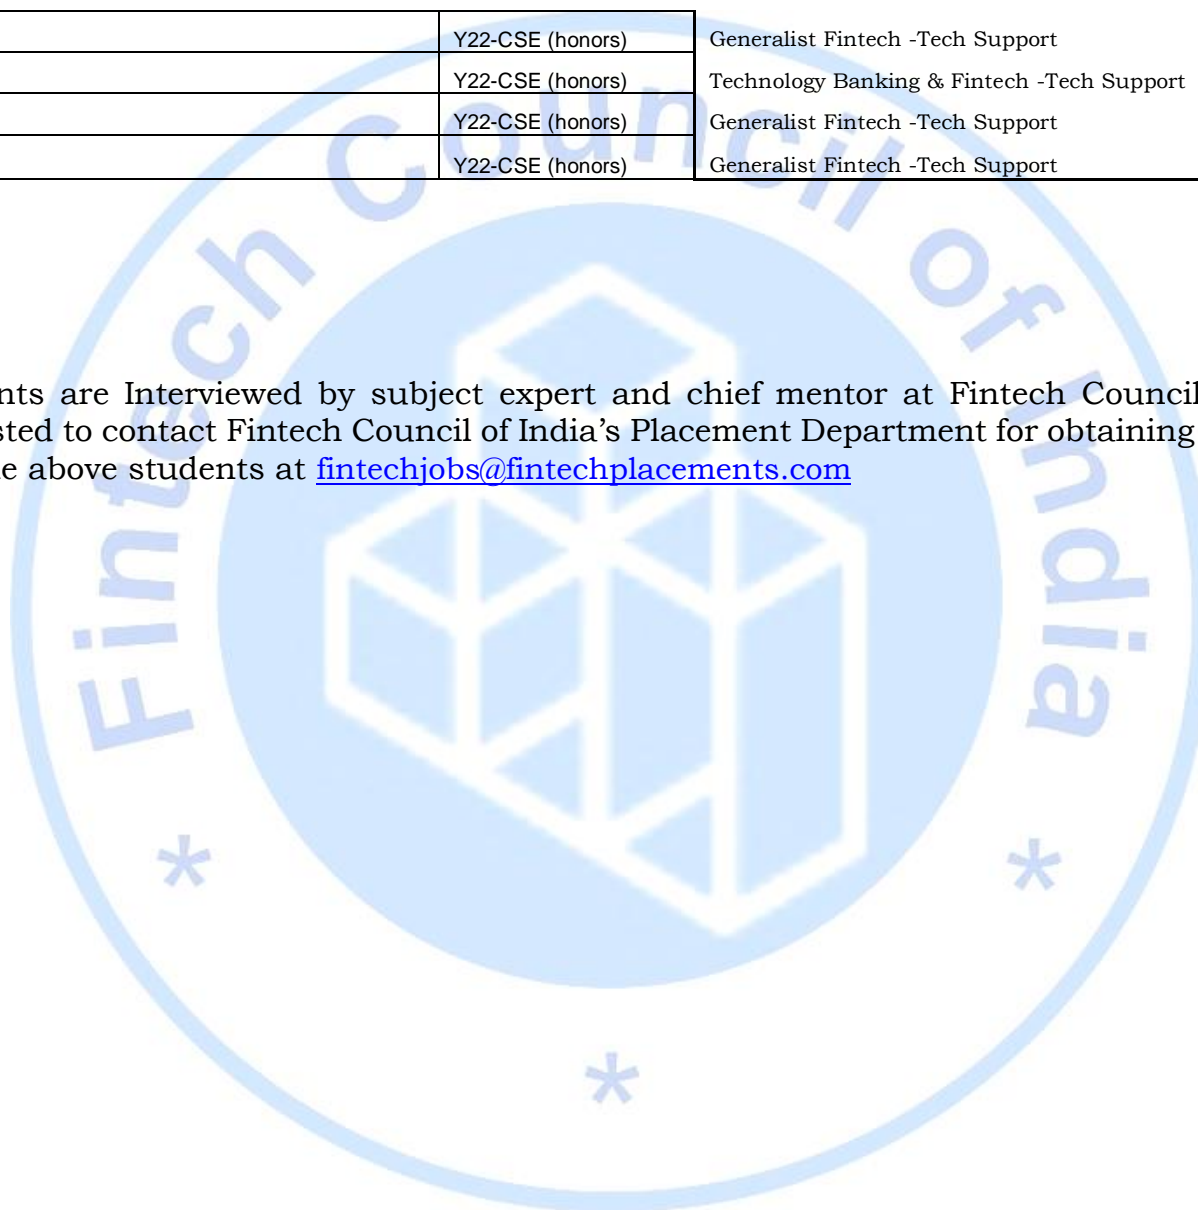 Y22-CSE (honors) Generalist Fintech -Tech Support
Y22-CSE (honors) Technology Banking & Fintech -Tech Support
Y22-CSE (honors) Generalist Fintech -Tech Support
Y22-CSE (honors) Generalist Fintech -Tech Support
nts are Interviewed by subject expert and chief mentor at Fintech Council
sted to contact Fintech Council of India’s Placement Department for obtaining
e above students at fintechjobs@fintechplacements.com
Fintech Council of India
* * *